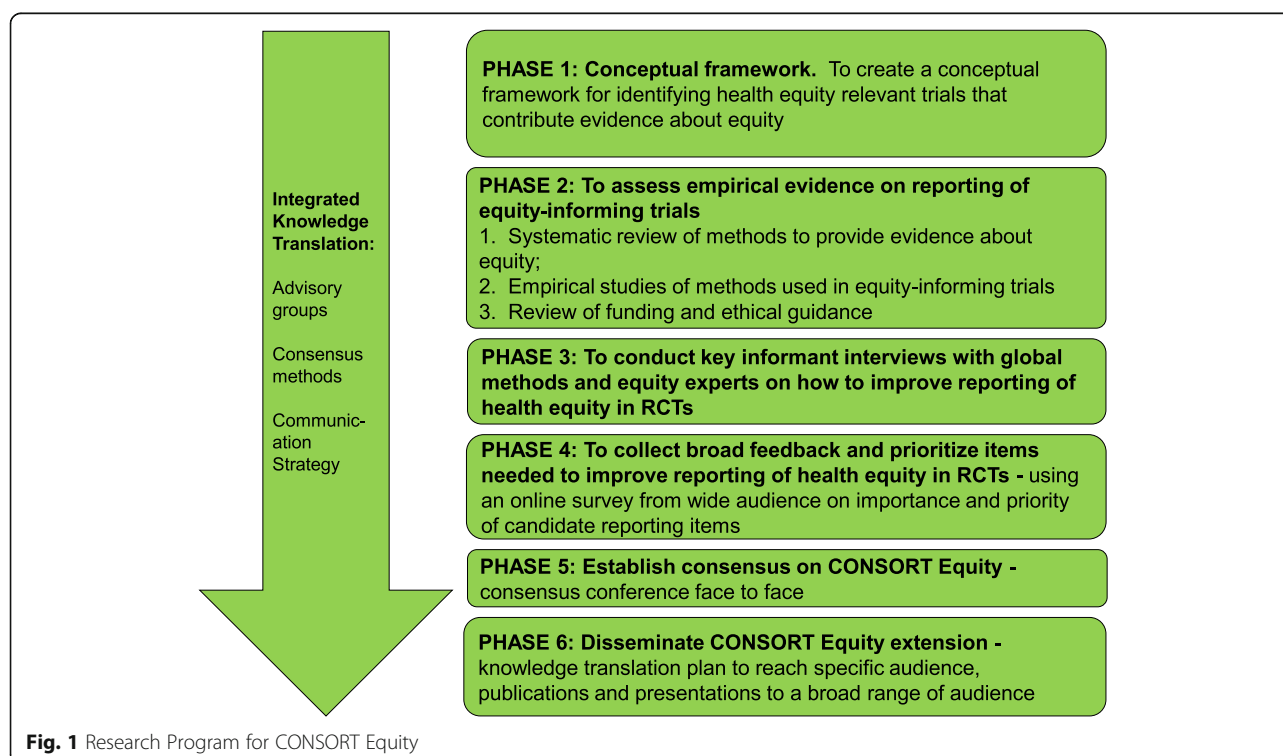 Integrated
Knowledge
Translation:
Advisory
groups
Consensus
methods
Communic-
ation
Strategy
PHASE 1: Conceptual framework. To create a conceptual
framework for identifying health equity relevant trials that
contribute evidence about equity
PHASE 2: To assess empirical evidence on reporting of
equity-informing trials
1. Systematic review of methods to provide evidence about
equity;
2. Empirical studies of methods used in equity-informing trials
3. Review of funding and ethical guidance
PHASE 3: To conduct key informant interviews with global
methods and equity experts on how to improve reporting of
health equity in RCTs
PHASE 4: To collect broad feedback and prioritize items
needed to improve reporting of health equity in RCTs - using
an online survey from wide audience on importance and priority
of candidate reporting items
PHASE 5: Establish consensus on CONSORT Equity -
consensus conference face to face
PHASE 6: Disseminate CONSORT Equity extension -
knowledge translation plan to reach specific audience,
publications and presentations to a broad range of audience
Fig. 1 Research Program for CONSORT Equity